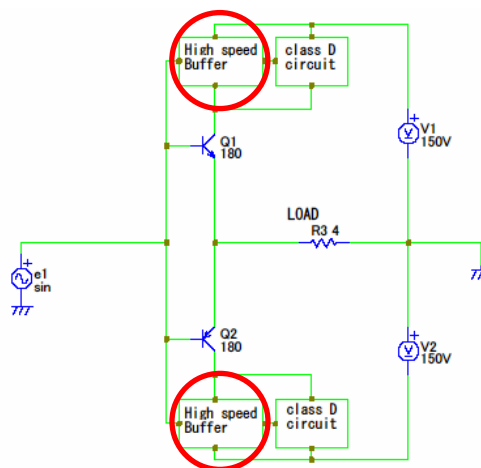 High speed
Buffer
class D
circuit
V1
150V
Q1
180
LOAD
R3 4
e1
sin
Q2
180
V2
150V
High speed
Buffer
class D
circuit